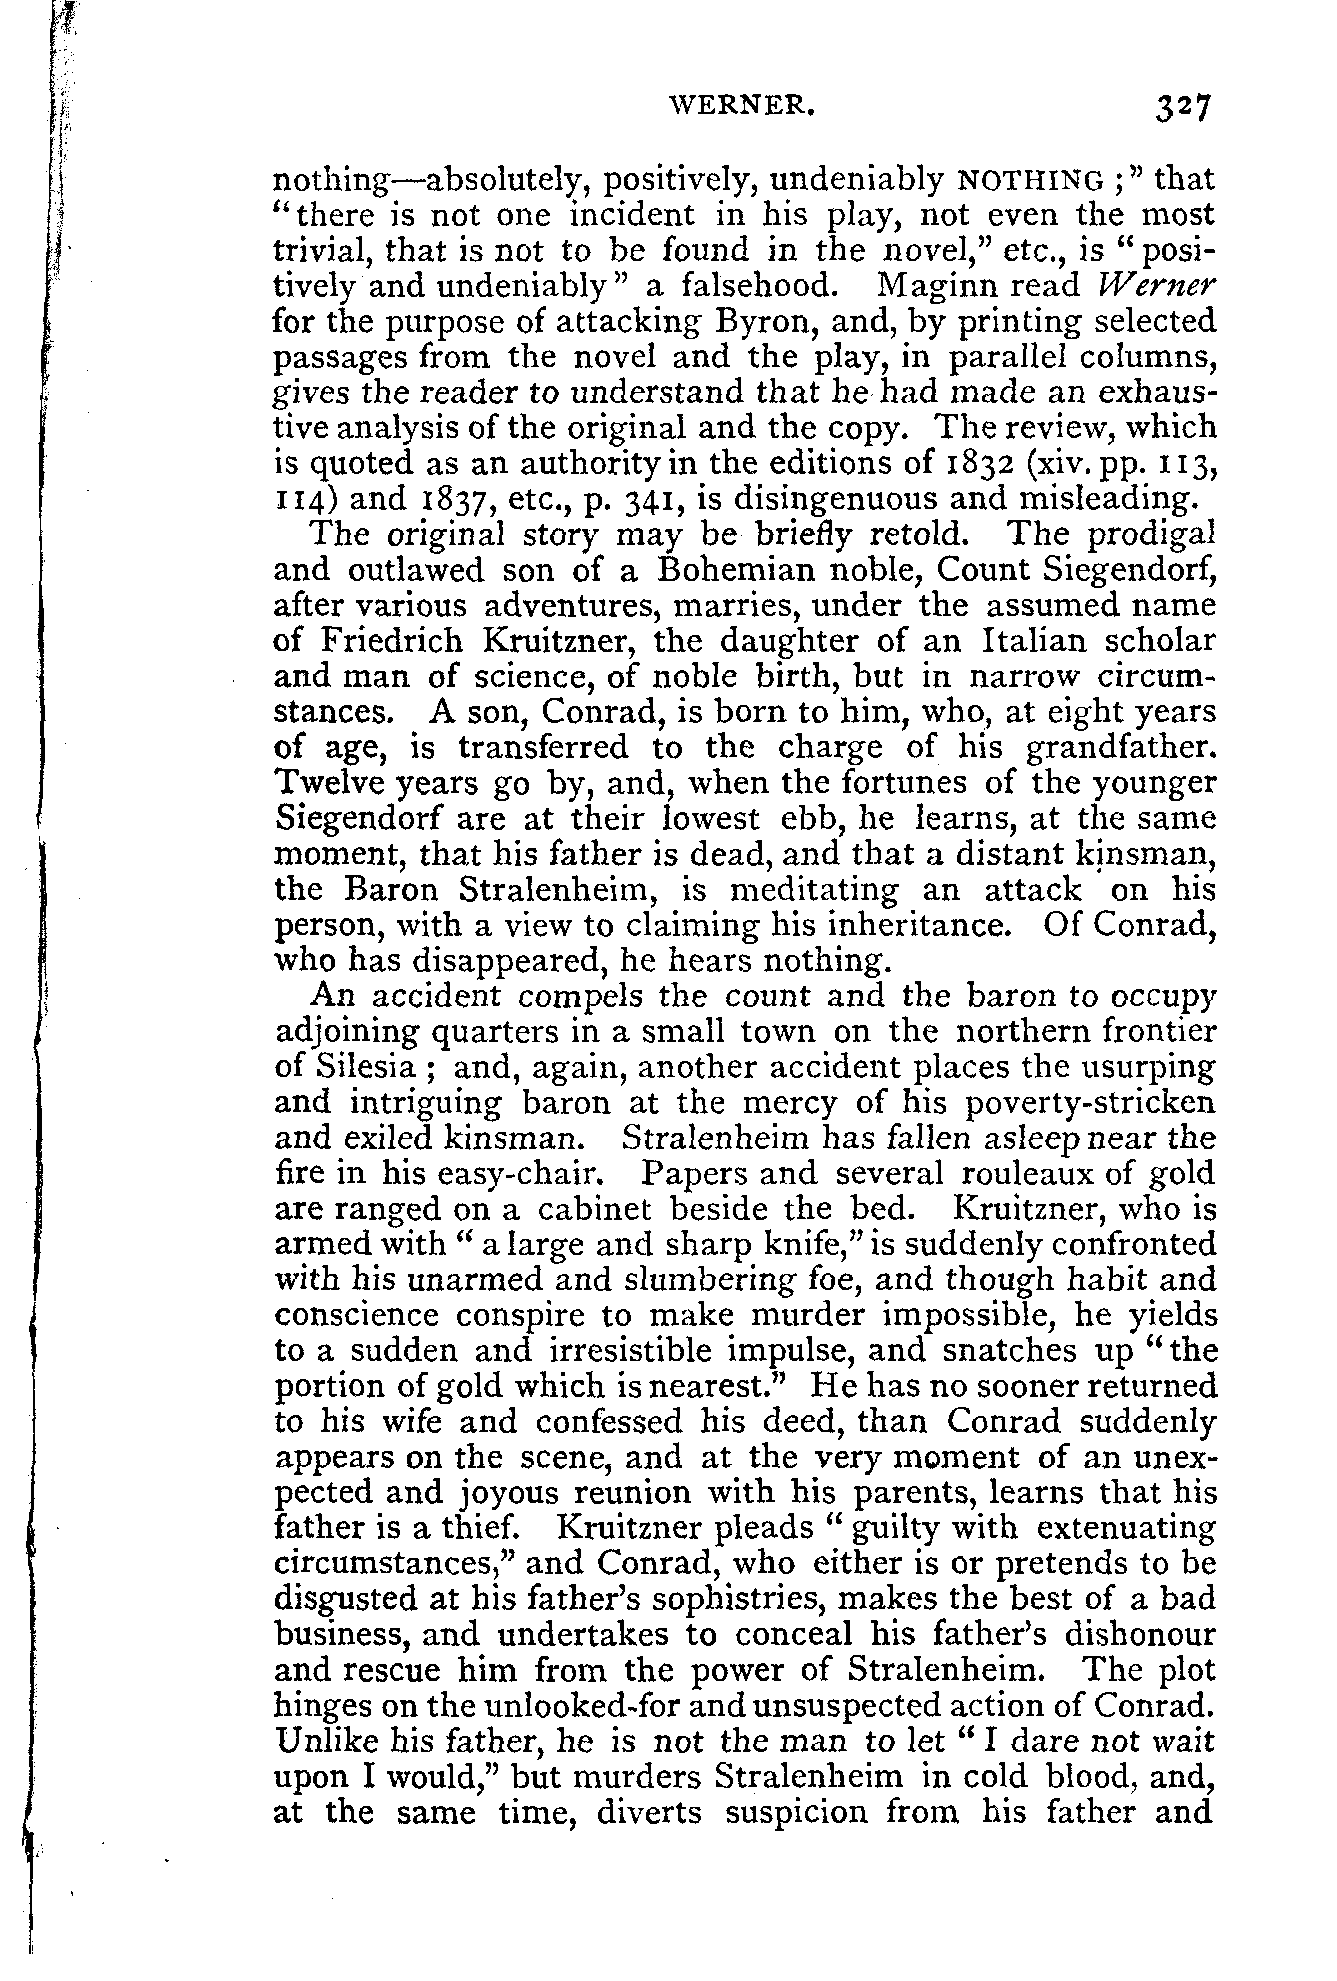 WERNER. 327
nothing—absolutely, positively, undeniably NOTHING ;” that
“there is not one incident in his play, not even the most
trivial, that is not to be found in the novel,” etc., is “ posi-
tively and undeniably ” a falsehood. Maginn read Werner
for the purpose of attacking Byron, and, by printing selected
passages from the novel and the play, in parallel columns,
gives the reader to understand that he had made an exhaus-
tive analysis of the original and the copy. The review, which
is quoted as an authority in the editions of 1832 (xiv. pp. 113,
114) and 1837, etc., p. 341, is disingenuous and misleading.
The original story may be briefly retold. The prodigal
and outlawed son of a Bohemian noble, Count Siegendorf,
after various adventures, marries, under the assumed name
of Friedrich Kruitzner, the daughter of an Italian scholar
and man of science, of noble birth, but in narrow circum-
stances. A son, Conrad, is born to him, who, at eight years
of age, is transferred to the charge of his grandfather.
Twelve years go by, and, when the fortunes of the younger
Siegendorf are at their lowest ebb, he learns, at the same
moment, that his father is dead, and that a distant kinsman,
the Baron Stralenheim, is meditating an attack on his
person, with a view to claiming his inheritance. Of Conrad,
who has disappeared, he hears nothing.
An accident compels the count and the baron to occupy
adjoining quarters in a small town on the northern frontier
of Silesia ; and, again, another accident places the usurping
and intriguing baron at the mercy of his poverty-stricken
and exiled kinsman. Stralenheim has fallen asleep near the
fire in his easy-chair. Papers and several rouleaux of gold
are ranged on a cabinet beside the bed. Kruitzner, who is
armed with “ a large and sharp knife,” is suddenly confronted
with his unarmed and slumbering foe, and though habit and
conscience conspire to make murder impossible, he yields
to a sudden and irresistible impulse, and snatches up “the
portion of gold which is nearest.” He has no sooner returned
to his wife and confessed his deed, than Conrad suddenly
appears on the scene, and at the very moment of an unex-
pected and joyous reunion with his parents, learns that his
father is a thief. Kruitzner pleads “ guilty with extenuating
circumstances,” and Conrad, who either is or pretends to be
disgusted at his father’s sophistries, makes the best of a bad
business, and undertakes to conceal his father’s dishonour
and rescue him from the power of Stralenheim. The plot
hinges on the unlooked-for and unsuspected action of Conrad.
Unlike his father, he is not the man to let “ I dare not wait
upon I would,” but murders Stralenheim in cold blood, and,
at the same time, diverts suspicion from his father and